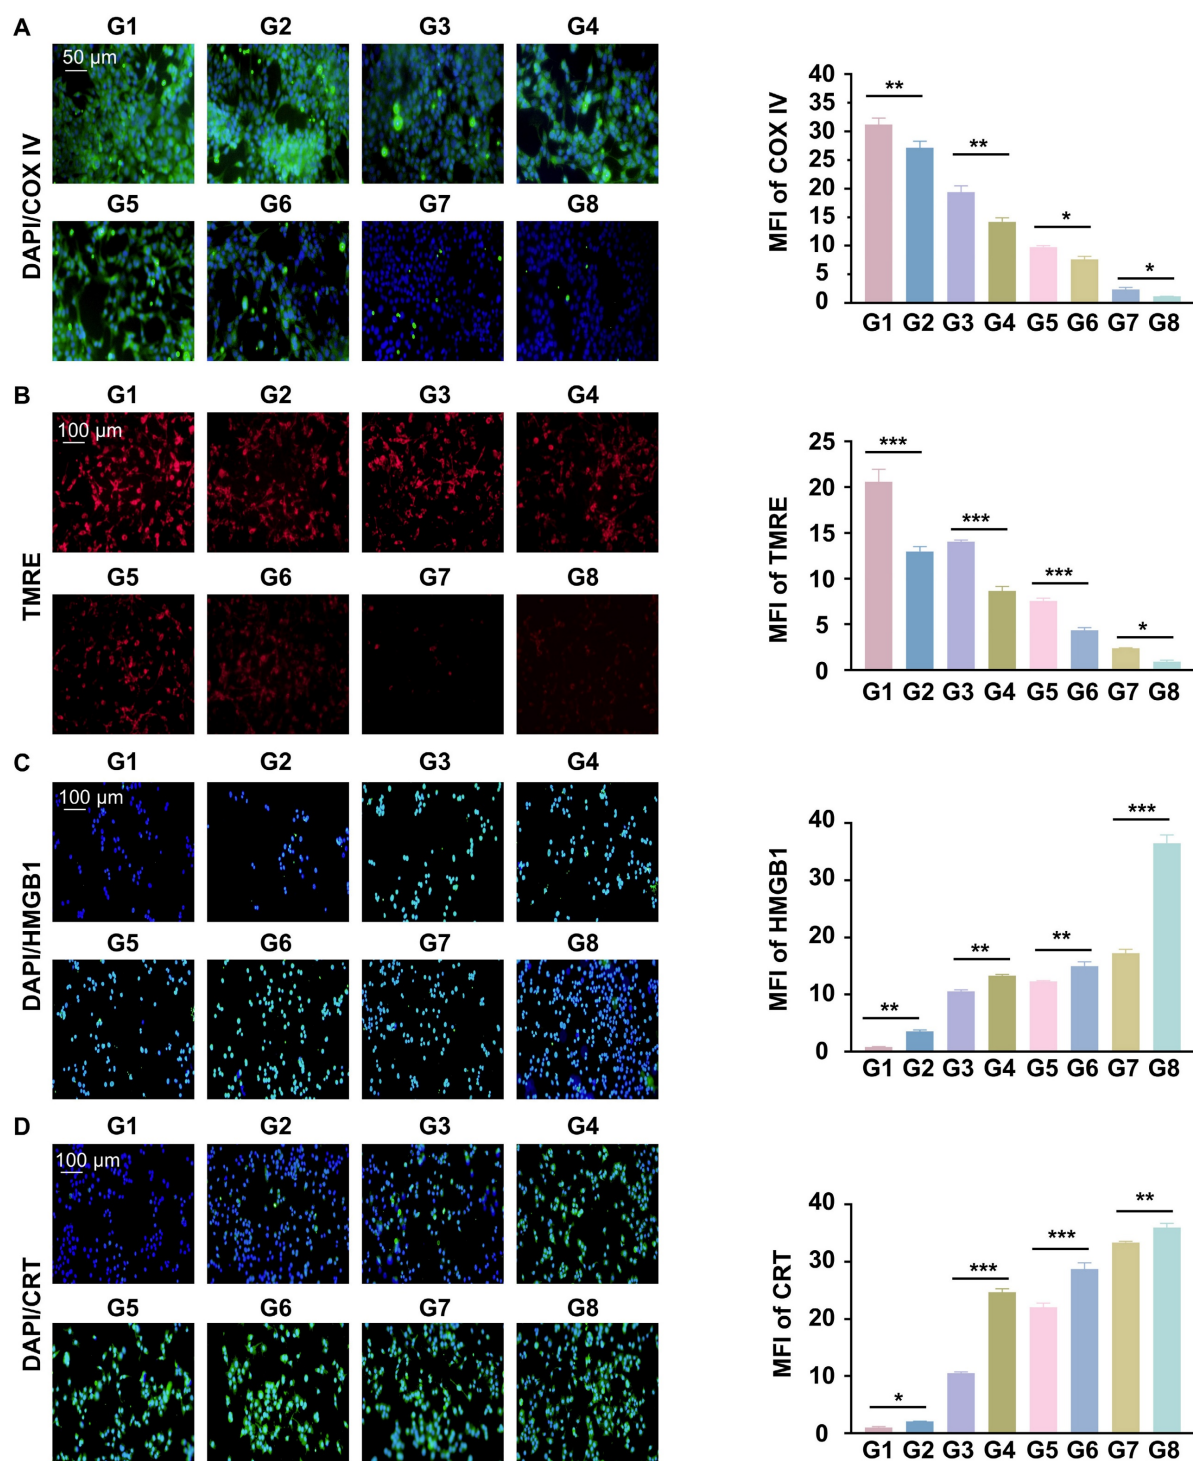 A
G1 G2 G3 G4
50 µm
G5 G6 G7 G8
DAPI/COX IV
MFI of COX IV
40
35
30
25
20
15
10
5
0
** ** * *
G1 G2 G3 G4 G5 G6 G7 G8
B
G1 G2 G3 G4
100 µm
G5 G6 G7 G8
TMRE
MFI of TMRE
25
20
15
10
5
0
*** *** *** *
G1 G2 G3 G4 G5 G6 G7 G8
C
G1 G2 G3 G4
100 µm
G5 G6 G7 G8
DAPI/HMGB1
MFI of HMGB1
40
30
20
10
0
** ** ** ***
G1 G2 G3 G4 G5 G6 G7 G8
D
G1 G2 G3 G4
100 µm
G5 G6 G7 G8
DAPI/CRT
MFI of CRT
40
30
20
10
0
* *** *** **
G1 G2 G3 G4 G5 G6 G7 G8